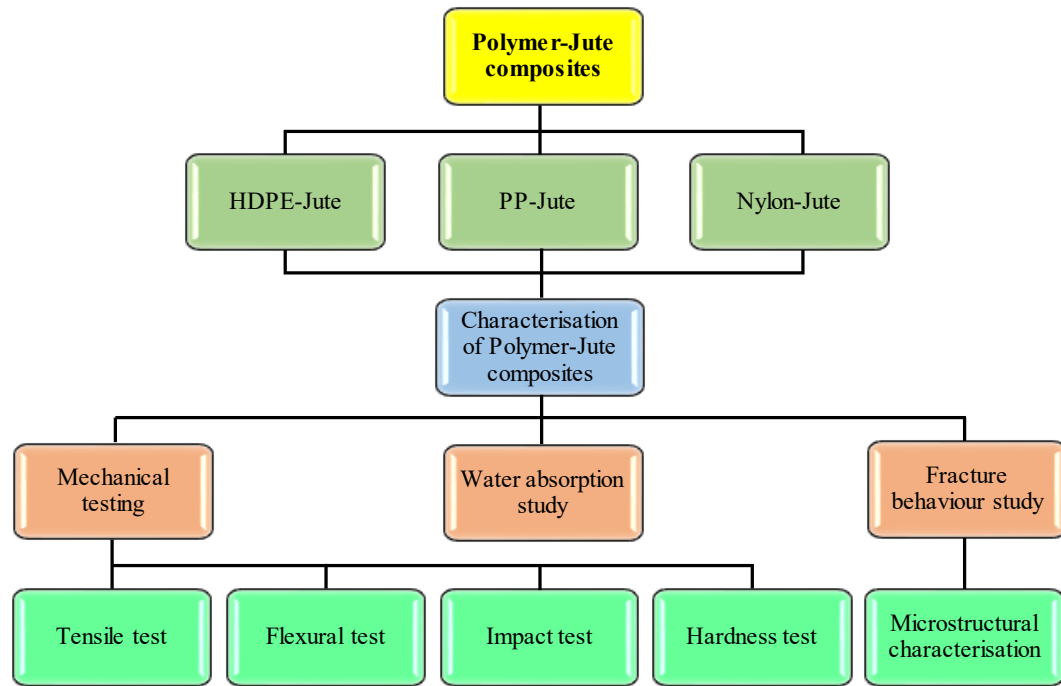 Polymer-Jute
composites
HDPE-Jute
PP-Jute
Nylon-Jute
Characterisation
of Polymer-Jute
composites
Mechanical
testing
Water absorption
study
Fracture
behaviour study
Tensile test
Flexural test
Impact test
Hardness test
Microstructural
characterisation